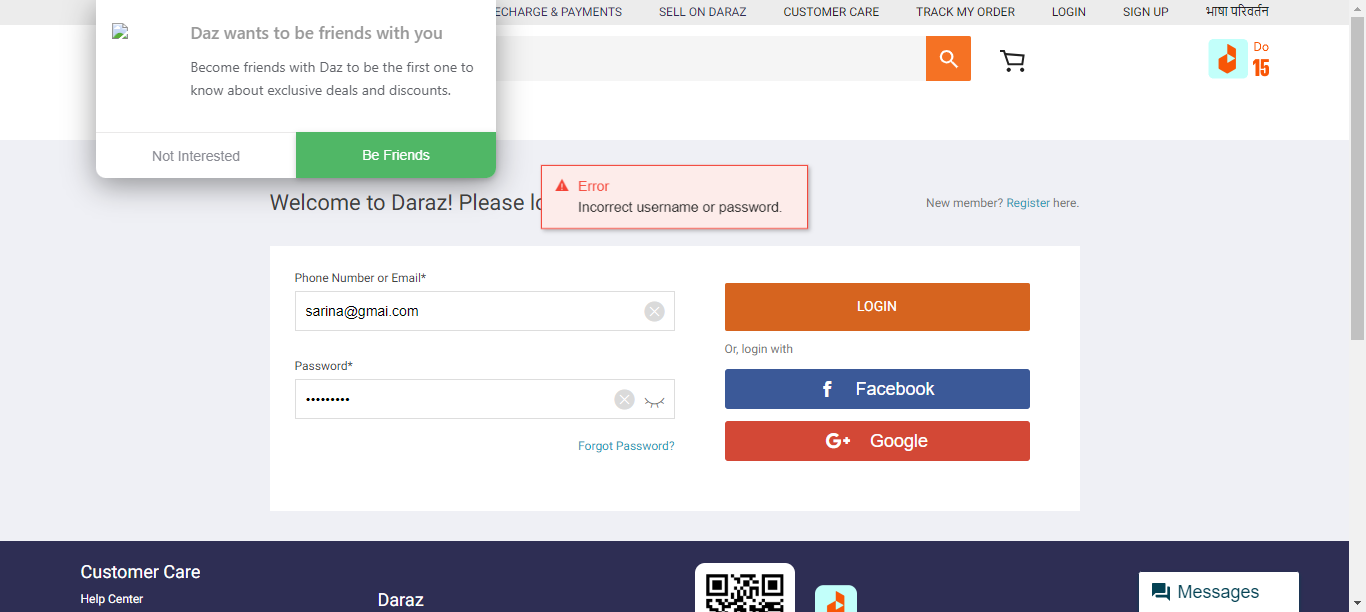 ECHARGE & PAYMENTS SELL ON DARAZ CUSTOMER CARE TRACK MY ORDER LOGIN SIGN UP भाषा परिवर्तन
Daz wants to be friends with you
Become friends with Daz to be the first one to
know about exclusive deals and discounts.
Not Interested Be Friends
Do
15
Error
Incorrect username or password.
Welcome to Daraz! Please lo
New member? Register here.
Phone Number or Email*
sarina@gmai.com
Password*
LOGIN
Or, login with
Facebook
Google
Forgot Password?
Customer Care
Help Center
Daraz
Messages